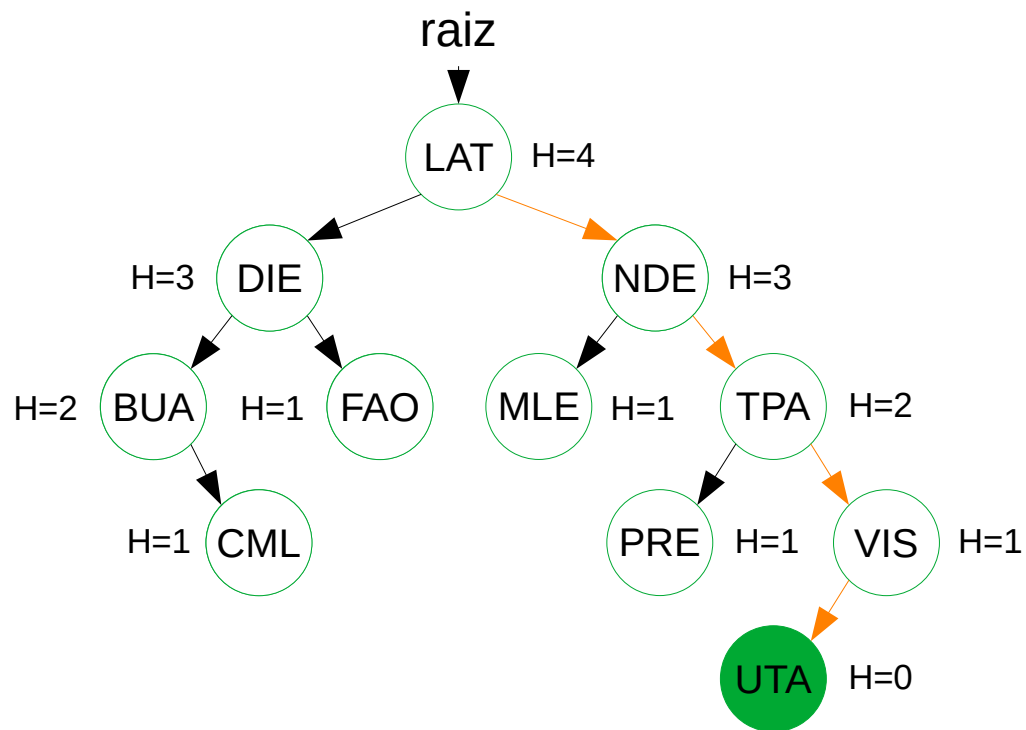 raiz
LAT H=4
H=3 DIE NDE H=3
H=2 BUA H=1 FAO MLE H=1 TPA H=2
H=1 CML PRE H=1 VIS H=1
UTA H=0